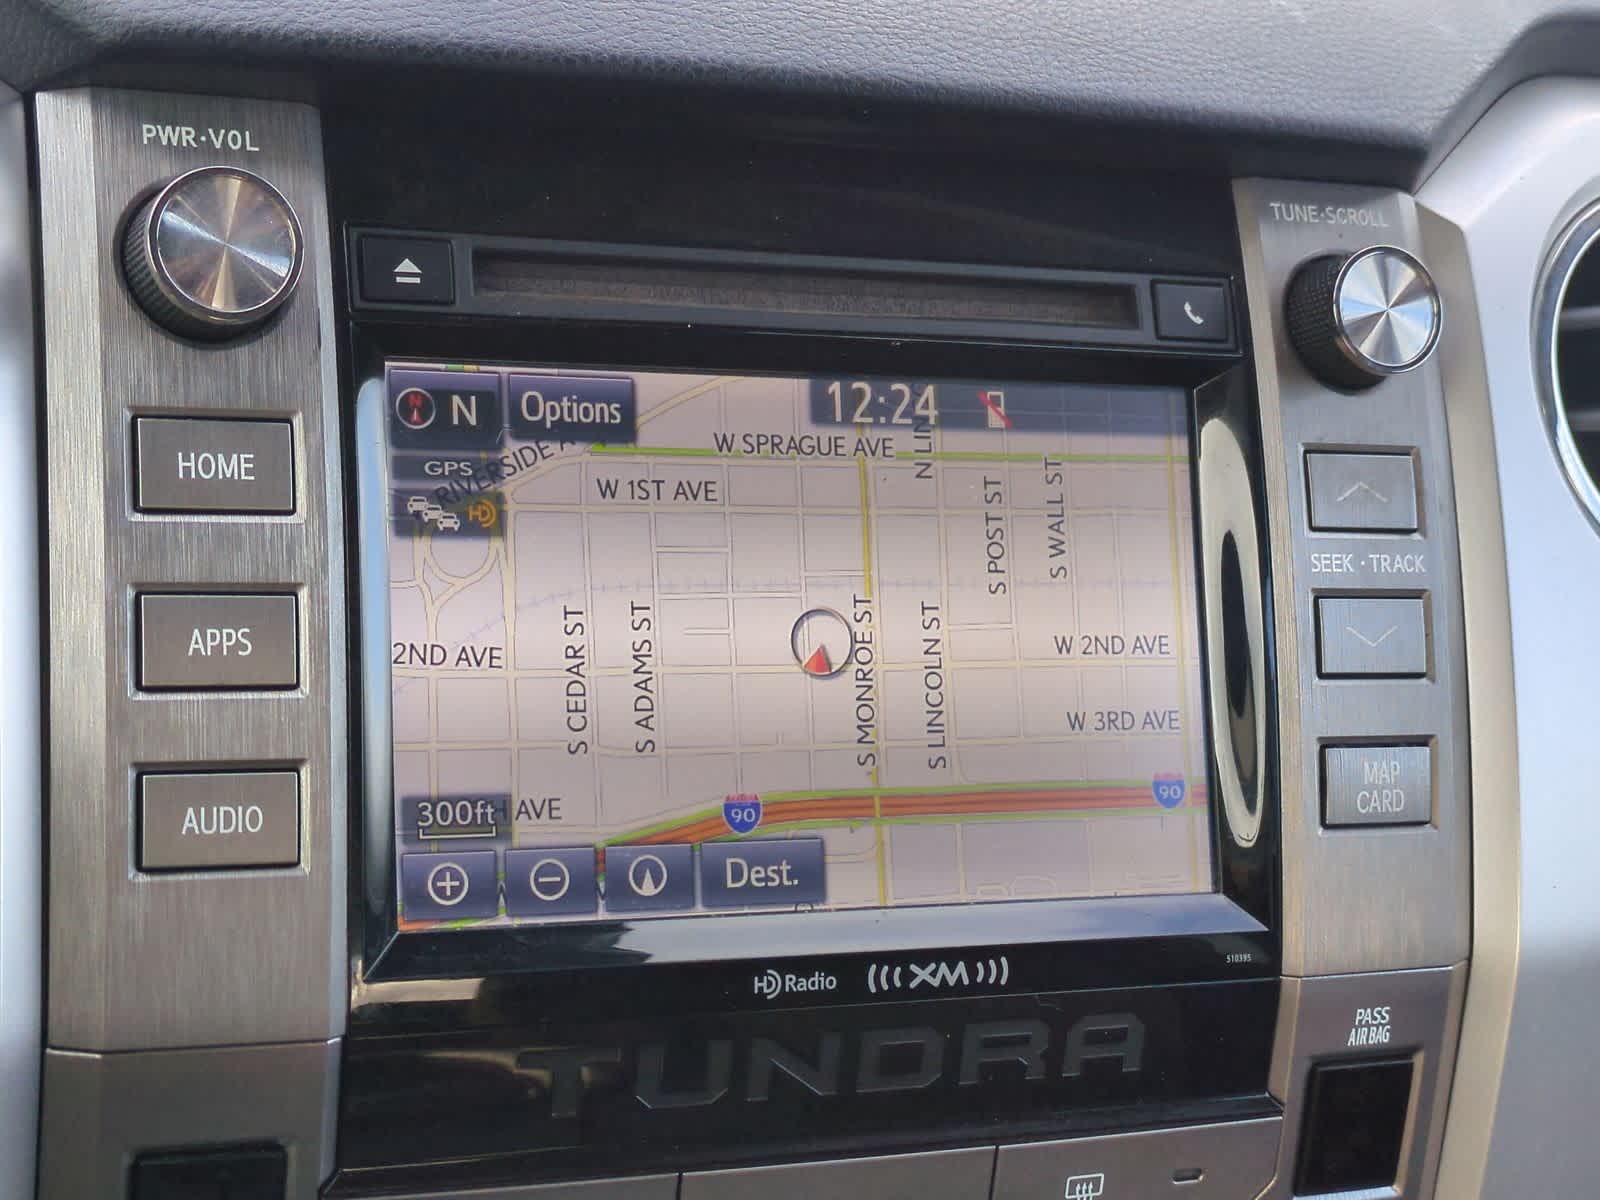 PWR·VOL
TUNE·SCROLL
N
N
Options
12:24
GPS
RIVERSIDE A
W SPRAGUE AVE
N LIN
W 1ST AVE
HD
S POST ST
S WALL ST
HOME
SEEK · TRACK
APPS
2ND AVE
S CEDAR ST
S ADAMS ST
S MONROE ST
S LINCOLN ST
W 2ND AVE
W 3RD AVE
AUDIO
300ft
H AVE
90
90
MAP
CARD
Dest.
HD Radio
(((XM)))
510395
TUNDRA
PASS
AIR BAG